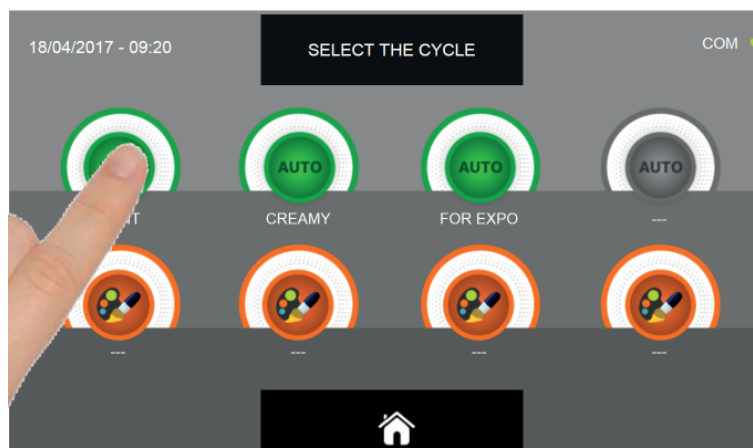 18/04/2017 - 09:20
SELECT THE CYCLE
COM
AUTO
AUTO
AUTO
CREAMY
FOR EXPO
---
---
---
---
---